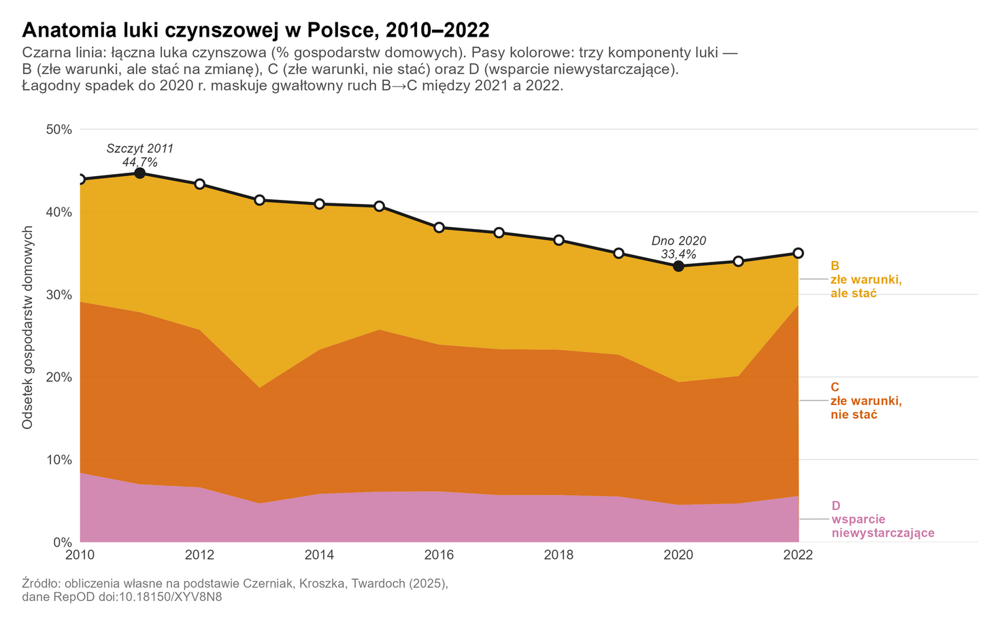 Anatomia luki czynszowej w Polsce, 2010–2022
Czarna linia: łączna luka czynszowa (% gospodarstw domowych). Pasy kolorowe: trzy komponenty luki —
B (złe warunki, ale stać na zmianę), C (złe warunki, nie stać) oraz D (wsparcie niewystarczające).
Łagodny spadek do 2020 r. maskuje gwałtowny ruch B→C między 2021 a 2022.
50%
40%
30%
20%
10%
0%
Odsetek gospodarstw domowych
Szczyt 2011
44,7%
Dno 2020
33,4%
B
złe warunki,
ale stać
C
złe warunki,
nie stać
D
wsparcie
niewystarczające
2010
2012
2014
2016
2018
2020
2022
Źródło: obliczenia własne na podstawie Czerniak, Kroszka, Twardoch (2025),
dane RepOD doi:10.18150/XYV8N8